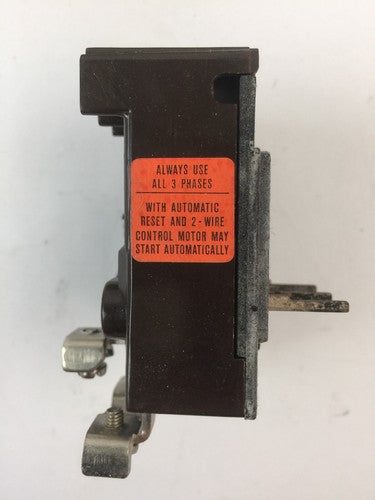 ALWAYS USE
ALL 3 PHASES
WITH AUTOMATIC
RESET AND 2-WIRE
CONTROL MOTOR MAY
START AUTOMATICALLY